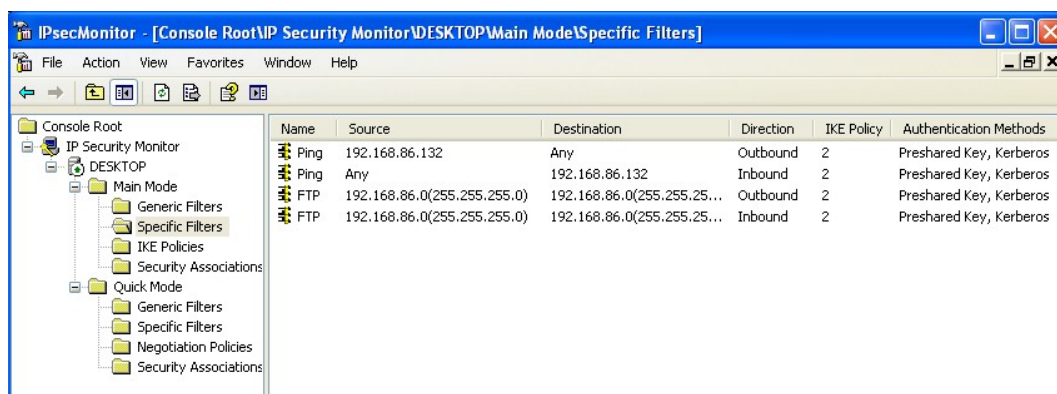 IPsecMonitor - [Console Root\IP Security Monitor\DESKTOP\Main Mode\Specific Filters]
File Action View Favorites Window Help
Console Root
IP Security Monitor
DESKTOP
Main Mode
Generic Filters
Specific Filters
IKE Policies
Security Associations
Quick Mode
Generic Filters
Specific Filters
Negotiation Policies
Security Associations
Name Source Destination Direction IKE Policy Authentication Methods
Ping 192.168.86.132 Any Outbound 2 Preshared Key, Kerberos
Ping Any 192.168.86.132 Inbound 2 Preshared Key, Kerberos
FTP 192.168.86.0(255.255.255.0) 192.168.86.0(255.255.25... Outbound 2 Preshared Key, Kerberos
FTP 192.168.86.0(255.255.255.0) 192.168.86.0(255.255.25... Inbound 2 Preshared Key, Kerberos